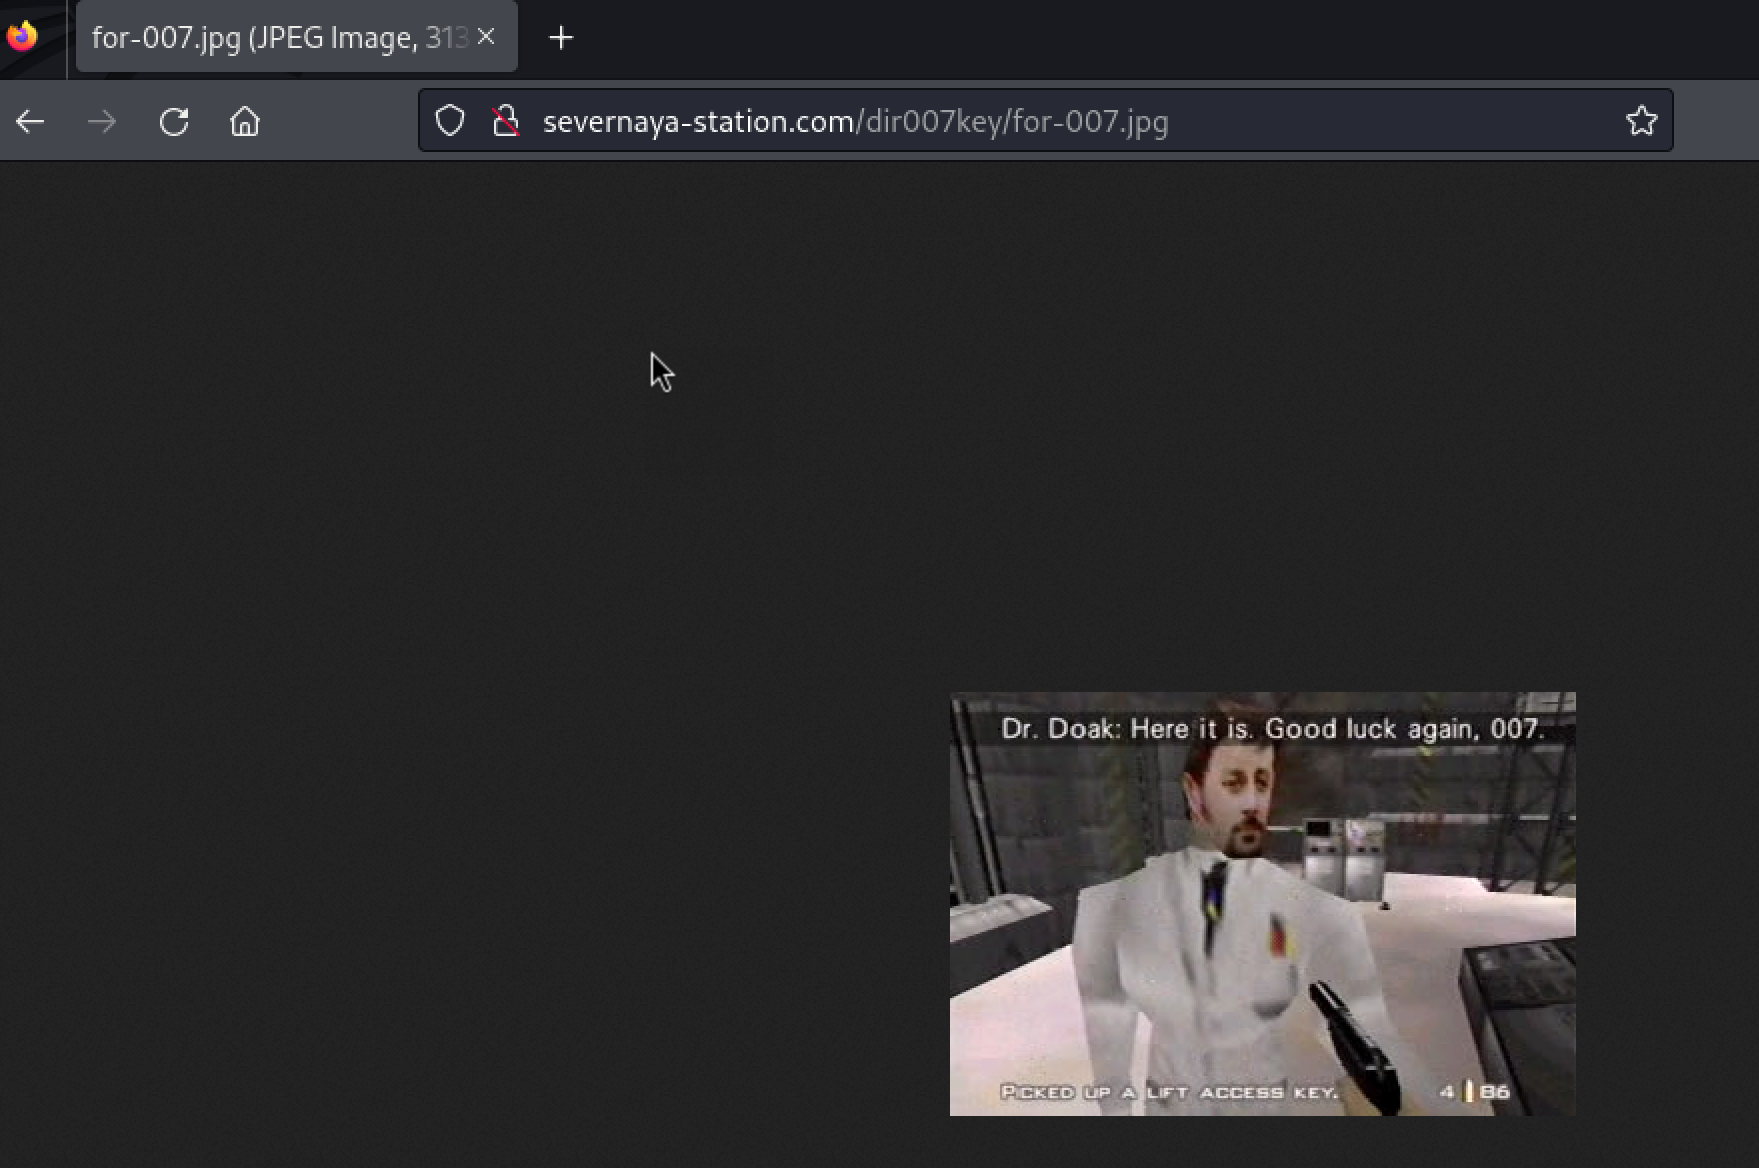 for-007.jpg (JPEG Image, 313
severnaya-station.com/dir007key/for-007.jpg
Dr. Doak: Here it is. Good luck again, 007.
PICKED UP A LIFT ACCESS KEY.
4 86